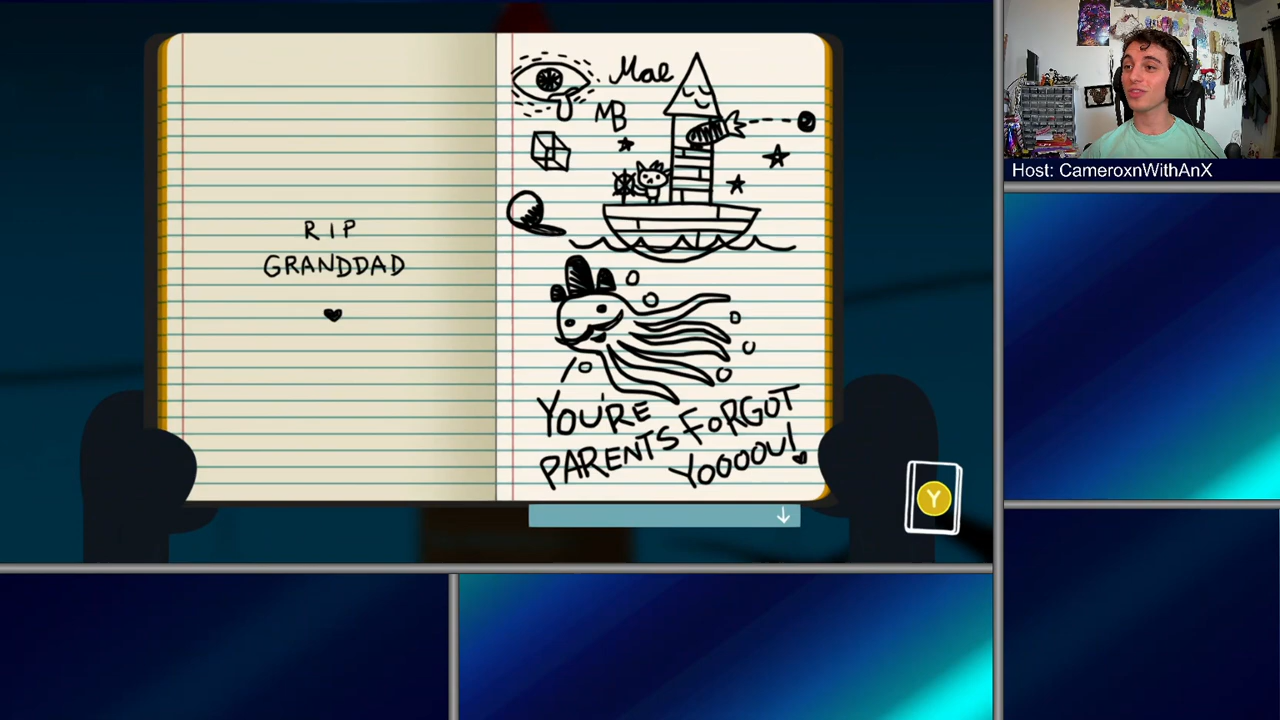 RIP
GRANDDAD
Mae
MB
YOU'RE
PARENTS FORGOT
YOOOOU!
Y
Host: CameroxnWithAnX